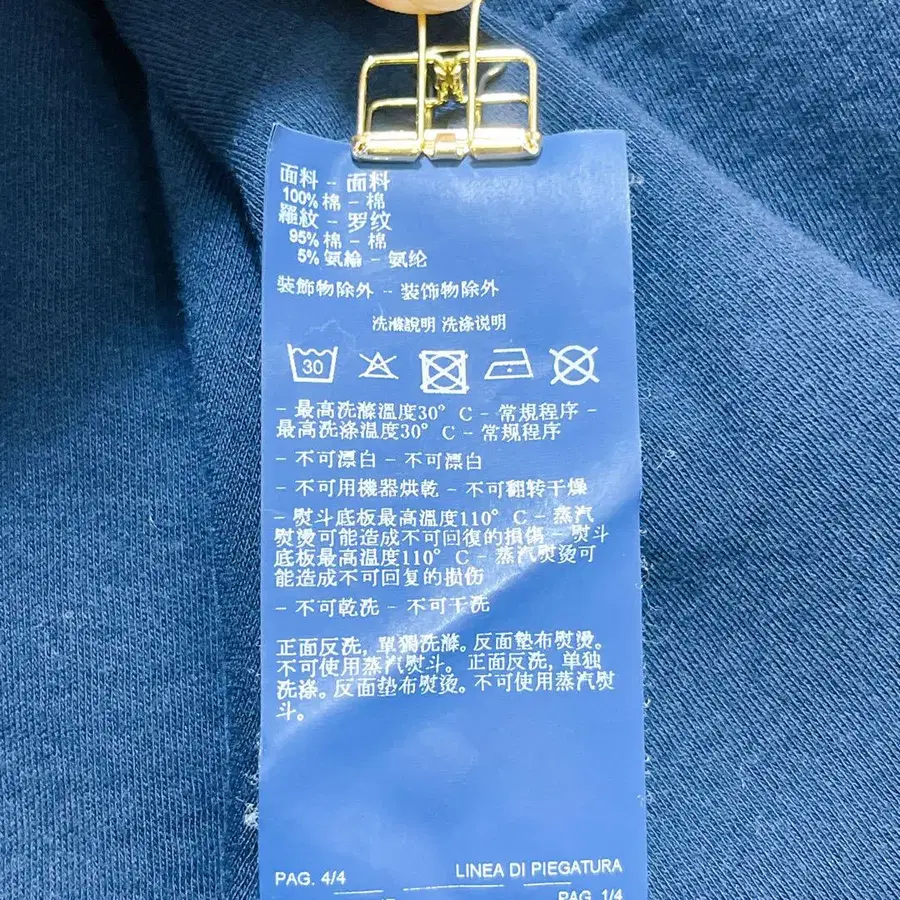 面料 - 面料
100% 棉 - 棉
羅紋 - 罗纹
95% 棉 - 棉
5% 氨綸 - 氨纶
装飾物除外 - 装饰物除外
洗滌說明 洗涤说明
30
- 最高洗滌溫度30° C - 常規程序 -
最高洗涤温度30° C - 常规程序
- 不可漂白 - 不可漂白
- 不可用機器烘乾 - 不可翻转干燥
- 熨斗底板最高溫度110° C - 蒸汽
熨燙可能造成不可回復的損傷 - 熨斗
底板最高温度110° C - 蒸汽熨烫可
能造成不可回复的损伤
- 不可乾洗 - 不可干洗
正面反洗, 單獨洗滌。反面墊布熨燙。
不可使用蒸汽熨斗。正面反洗, 单独
洗涤。反面垫布熨烫。不可使用蒸汽熨
斗。
PAG. 4/4 LINEA DI PIEGATURA
PAG. 1/4